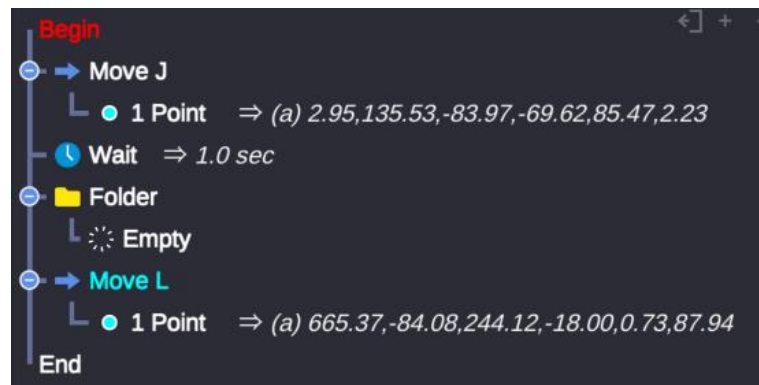 Begin
Move J
1 Point ⇒ (a) 2.95,135.53,-83.97,-69.62,85.47,2.23
Wait ⇒ 1.0 sec
Folder
Empty
Move L
1 Point ⇒ (a) 665.37,-84.08,244.12,-18.00,0.73,87.94
End